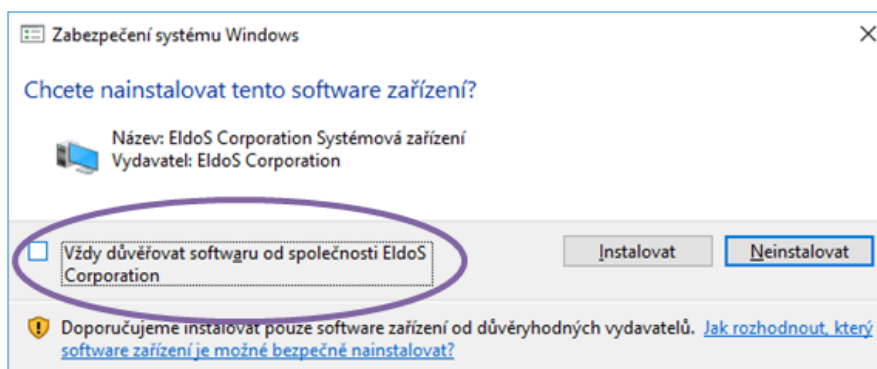 Zabezpečení systému Windows
Chcete nainstalovat tento software zařízení?
Název: EldoS Corporation Systémová zařízení
Vydavatel: EldoS Corporation
Vždy důvěřovat softwaru od společnosti EldoS
Corporation
Instalovat
Neinstalovat
Doporučujeme instalovat pouze software zařízení od důvěryhodných vydavatelů. Jak rozhodnout, který
software zařízení je možné bezpečně nainstalovat?